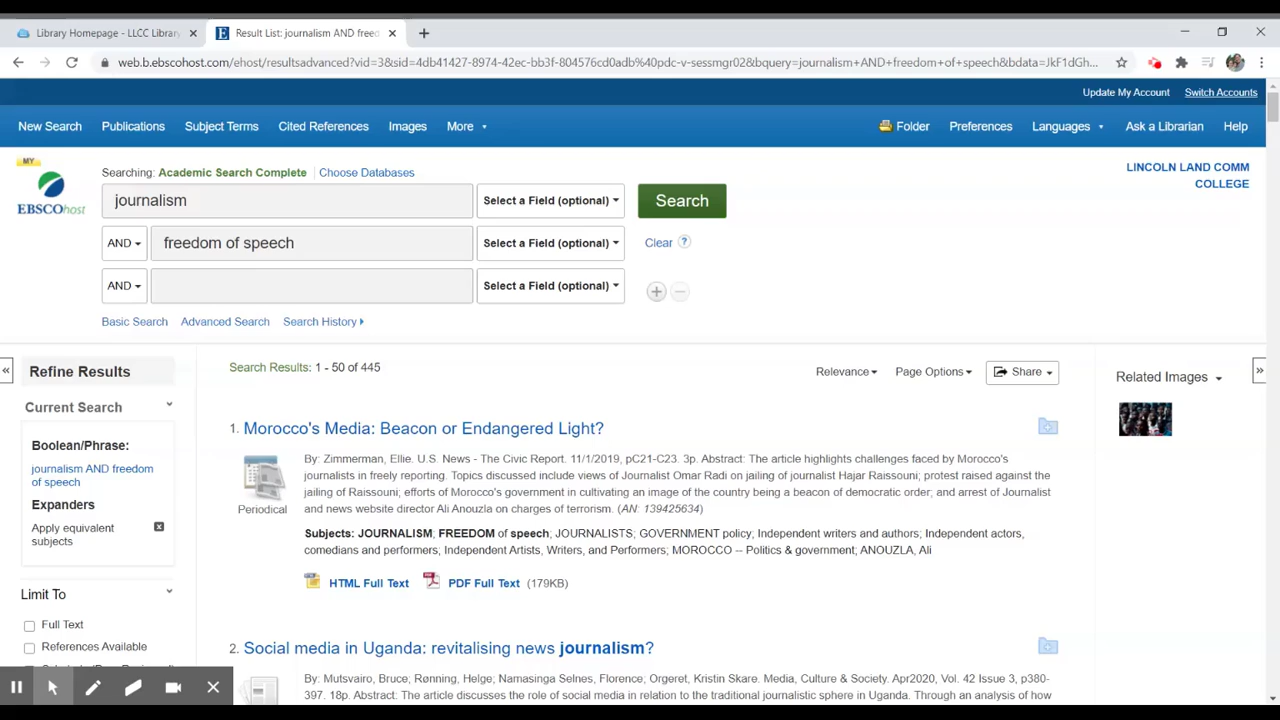 Library Homepage - LLCC Library
Result List: journalism AND freed
web.b.ebscohost.com/ehost/resultsadvanced?vid=3&sid=4db41427-8974-42ec-bb3f-804576cd0adb%40pdc-v-sessmgr02&bquery=journalism+AND+freedom+of+speech&bdata=JkF1dGh...
Update My Account Switch Accounts
New Search Publications Subject Terms Cited References Images More Folder Preferences Languages Ask a Librarian Help
MY
EBSCOhost
Searching: Academic Search Complete Choose Databases
LINCOLN LAND COMM
COLLEGE
journalism Select a Field (optional) Search
AND freedom of speech Select a Field (optional) Clear ?
AND Select a Field (optional)
Basic Search Advanced Search Search History
Refine Results
Current Search
Boolean/Phrase:
journalism AND freedom
of speech
Expanders
Apply equivalent
subjects
Limit To
Full Text
References Available
Search Results: 1 - 50 of 445
Relevance Page Options Share
1. Morocco's Media: Beacon or Endangered Light?
Periodical
By: Zimmerman, Ellie. U.S. News - The Civic Report. 11/1/2019, pC21-C23. 3p. Abstract: The article highlights challenges faced by Morocco's
journalists in freely reporting. Topics discussed include views of Journalist Omar Radi on jailing of journalist Hajar Raissouni; protest raised against the
jailing of Raissouni; efforts of Morocco's government in cultivating an image of the country being a beacon of democratic order; and arrest of Journalist
and news website director Ali Anouzla on charges of terrorism. (AN: 139425634)
Subjects: JOURNALISM; FREEDOM of speech; JOURNALISTS; GOVERNMENT policy; Independent writers and authors; Independent actors,
comedians and performers; Independent Artists, Writers, and Performers; MOROCCO -- Politics & government; ANOUZLA, Ali
HTML Full Text PDF Full Text (179KB)
2. Social media in Uganda: revitalising news journalism?
By: Mutsvairo, Bruce; Rønning, Helge; Namasinga Selnes, Florence; Orgeret, Kristin Skare. Media, Culture & Society. Apr2020, Vol. 42 Issue 3, p380-
397. 18p. Abstract: The article discusses the role of social media in relation to the traditional journalistic sphere in Uganda. Through an analysis of how
Related Images